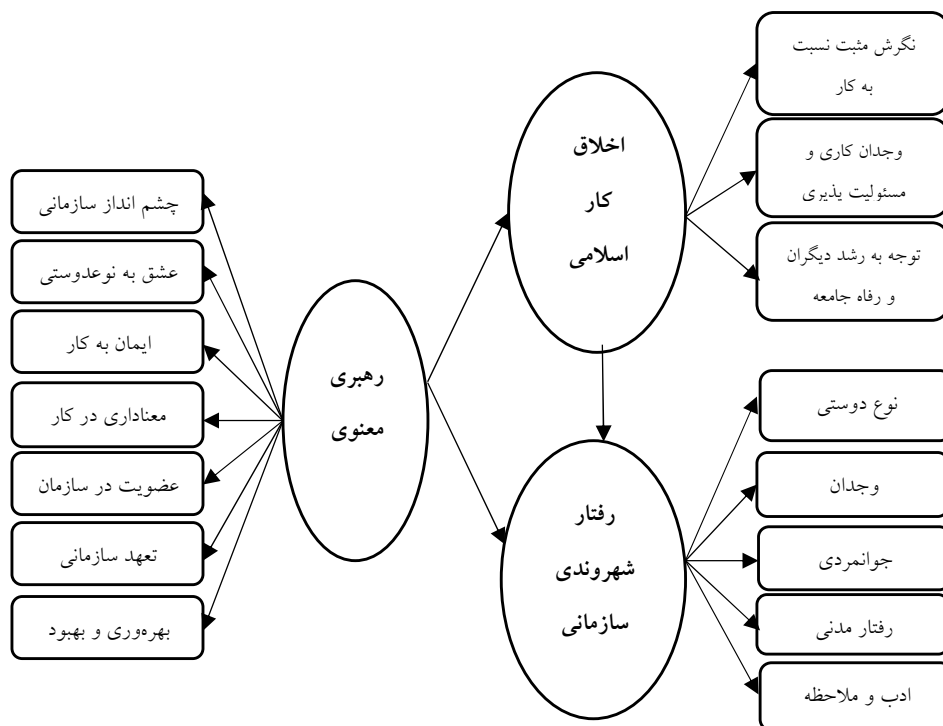 نگرش مثبت نسبت
به کار
وجدان کاری و
مسئولیت پذیری
توجه به رشد دیگران
و رفاه جامعه
اخلاق
کار
اسلامی
چشم انداز سازمانی
عشق به نوعدوستی
ایمان به کار
معناداری در کار
عضویت در سازمان
تعهد سازمانی
بهره‌وری و بهبود
رهبری
معنوی
رفتار
شهروندی
سازمانی
نوع دوستی
وجدان
جوانمردی
رفتار مدنی
ادب و ملاحظه